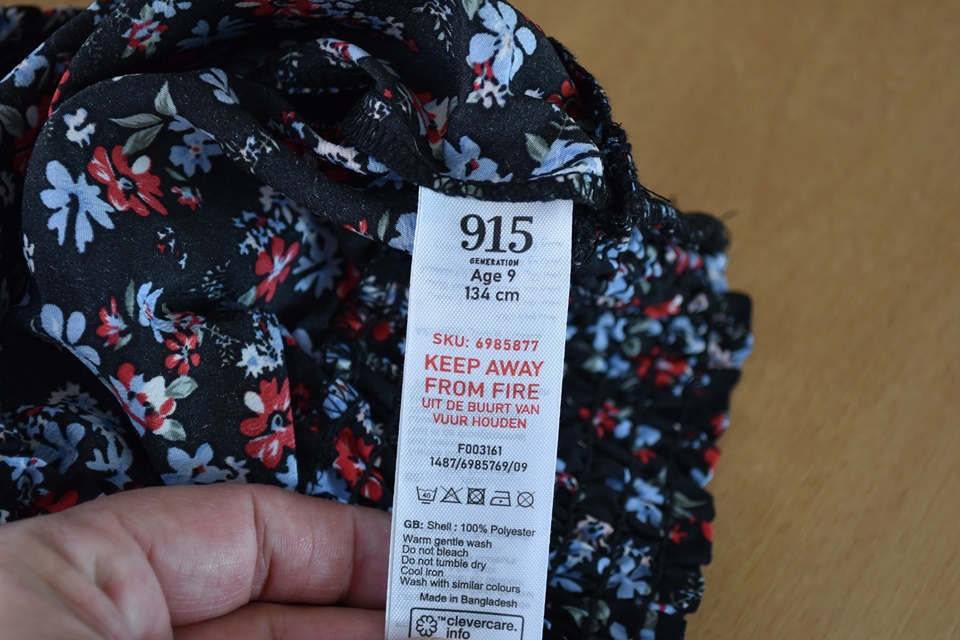 915
GENERATION
Age 9
134 cm
SKU: 6985877
KEEP AWAY
FROM FIRE
UIT DE BUURT VAN
VUUR HOUDEN
F003161
1487/6985769/09
40
GB: Shell : 100% Polyester
Warm gentle wash
Do not bleach
Do not tumble dry
Cool iron
Wash with similar colours
Made in Bangladesh
™clevercare.
info